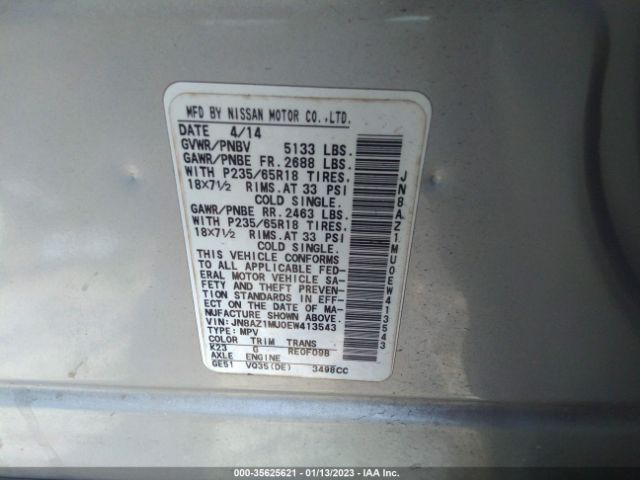 MFD BY NISSAN MOTOR CO.,LTD.
DATE 4/14
GVWR/PNBV 5133 LBS.
GAWR/PNBE FR. 2688 LBS.
WITH P235/65R18 TIRES.
18×7½ RIMS.AT 33 PSI
COLD SINGLE.
GAWR/PNBE RR. 2463 LBS.
WITH P235/65R18 TIRES.
18×7½ RIMS.AT 33 PSI
COLD SINGLE.
THIS VEHICLE CONFORMS
TO ALL APPLICABLE FED-
ERAL MOTOR VEHICLE SA-
FETY AND THEFT PREVEN-
TION STANDARDS IN EFF-
ECT ON THE DATE OF MA-
NUFACTURE SHOWN ABOVE.
VIN: JN8AZ1MU0EW413543
TYPE: MPV
COLOR TRIM TRANS
K23 G RE0F09B
AXLE ENGINE
GE51 VQ35(DE) 3498CC
JN8AZ1MU0EW413543
000-35625621 - 01/13/2023 - IAA Inc.